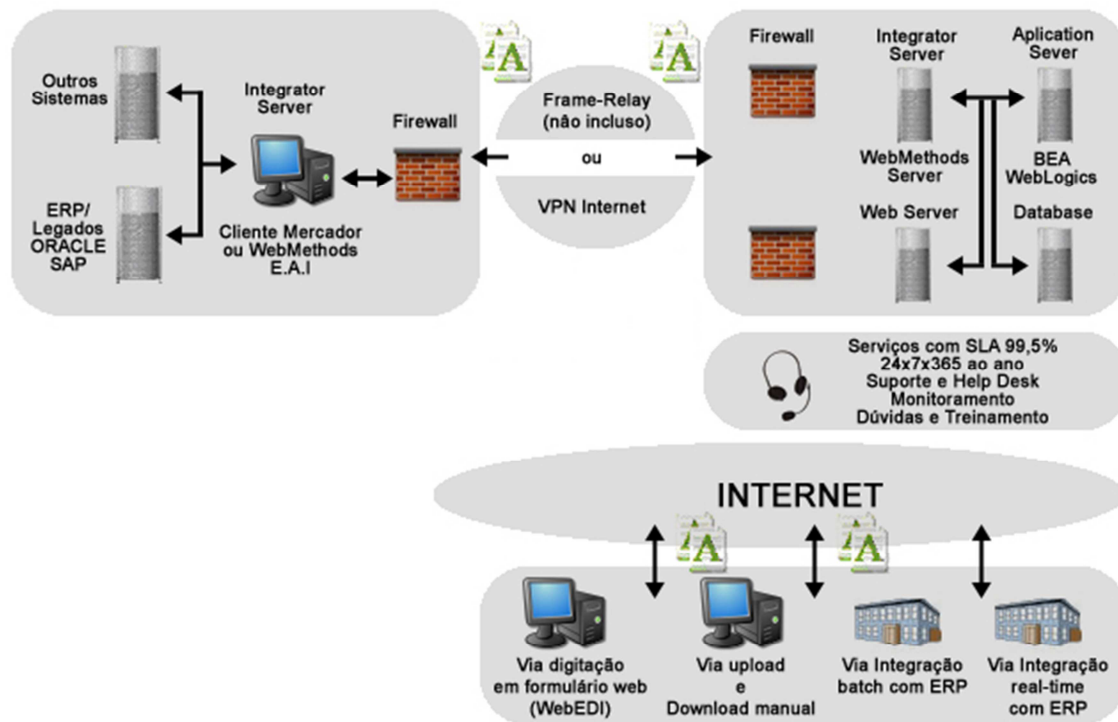 Outros
Sistemas
ERP/
Legados
ORACLE
SAP
Integrator
Server
Cliente Mercador
ou WebMethods
E.A.I
Firewall
Frame-Relay
(não incluso)
ou
VPN Internet
Firewall
Integrator
Server
Aplication
Sever
WebMethods
Server
BEA
WebLogics
Web Server
Database
Serviços com SLA 99,5%
24x7x365 ao ano
Suporte e Help Desk
Monitoramento
Dúvidas e Treinamento
INTERNET
Via digitação
em formulário web
(WebEDI)
Via upload
e
Download manual
Via Integração
batch com ERP
Via Integração
real-time
com ERP